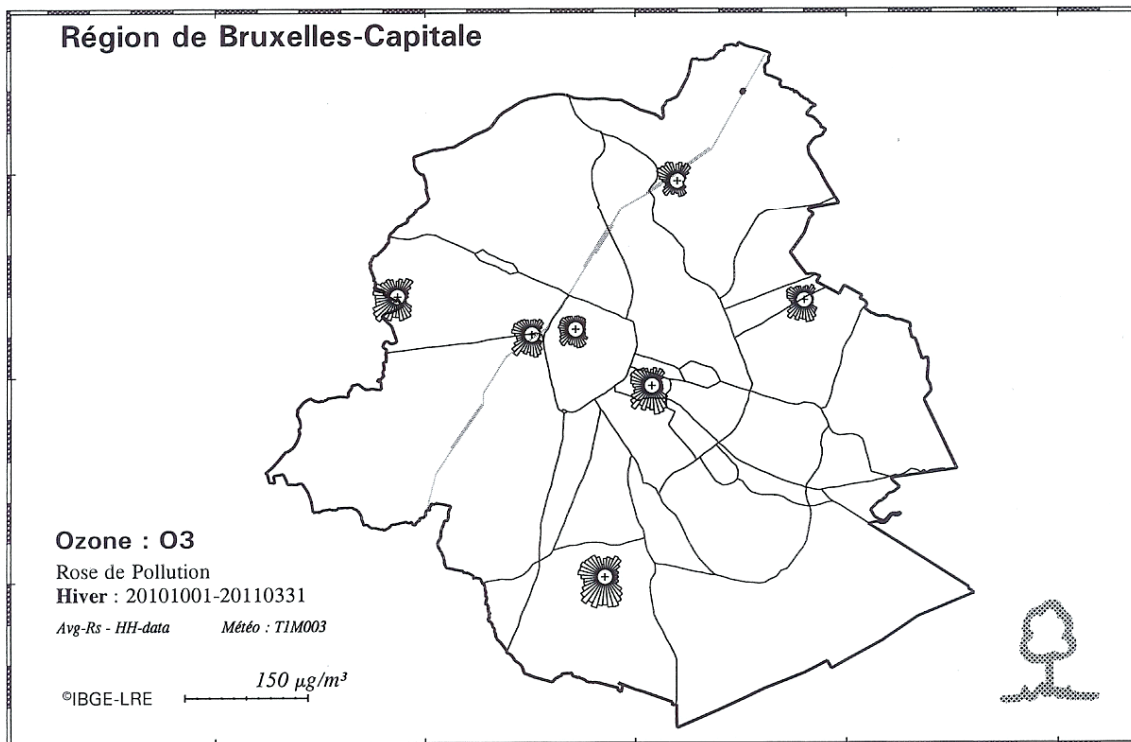 Région de Bruxelles-Capitale
Ozone : O3
Rose de Pollution
Hiver : 20101001-20110331
Avg-Rs - HH-data Météo : T1M003
150 µg/m³
©IBGE-LRE